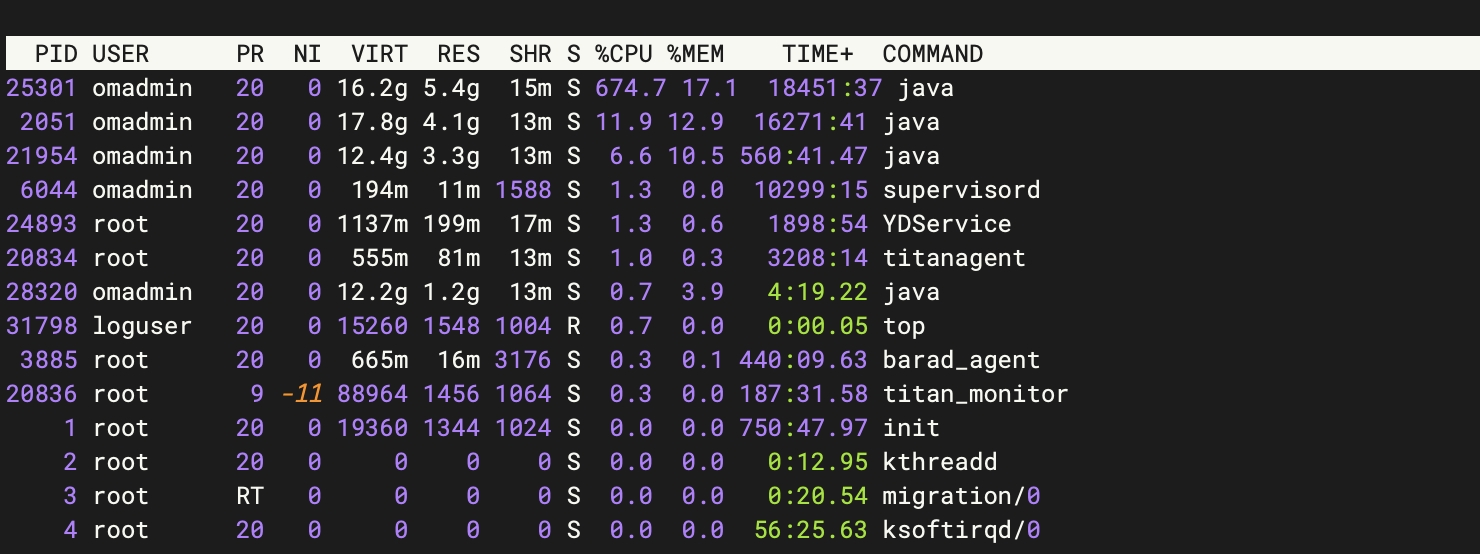 PID USER      PR  NI  VIRT  RES  SHR S %CPU %MEM    TIME+  COMMAND
25301 omadmin   20   0 16.2g 5.4g  15m S 674.7 17.1  18451:37 java
2051 omadmin   20   0 17.8g 4.1g  13m S 11.9 12.9  16271:41 java
21954 omadmin   20   0 12.4g 3.3g  13m S  6.6 10.5 560:41.47 java
6044 omadmin   20   0  194m  11m 1588 S  1.3  0.0  10299:15 supervisord
24893 root      20   0 1137m 199m  17m S  1.3  0.6   1898:54 YDService
20834 root      20   0  555m  81m  13m S  1.0  0.3   3208:14 titanagent
28320 omadmin   20   0 12.2g 1.2g  13m S  0.7  3.9   4:19.22 java
31798 loguser   20   0 15260 1548 1004 R  0.7  0.0   0:00.05 top
3885 root      20   0  665m  16m 3176 S  0.3  0.1 440:09.63 barad_agent
20836 root       9 -11 88964 1456 1064 S  0.3  0.0 187:31.58 titan_monitor
1 root      20   0 19360 1344 1024 S  0.0  0.0 750:47.97 init
2 root      20   0     0    0    0 S  0.0  0.0   0:12.95 kthreadd
3 root      RT   0     0    0    0 S  0.0  0.0   0:20.54 migration/0
4 root      20   0     0    0    0 S  0.0  0.0  56:25.63 ksoftirqd/0